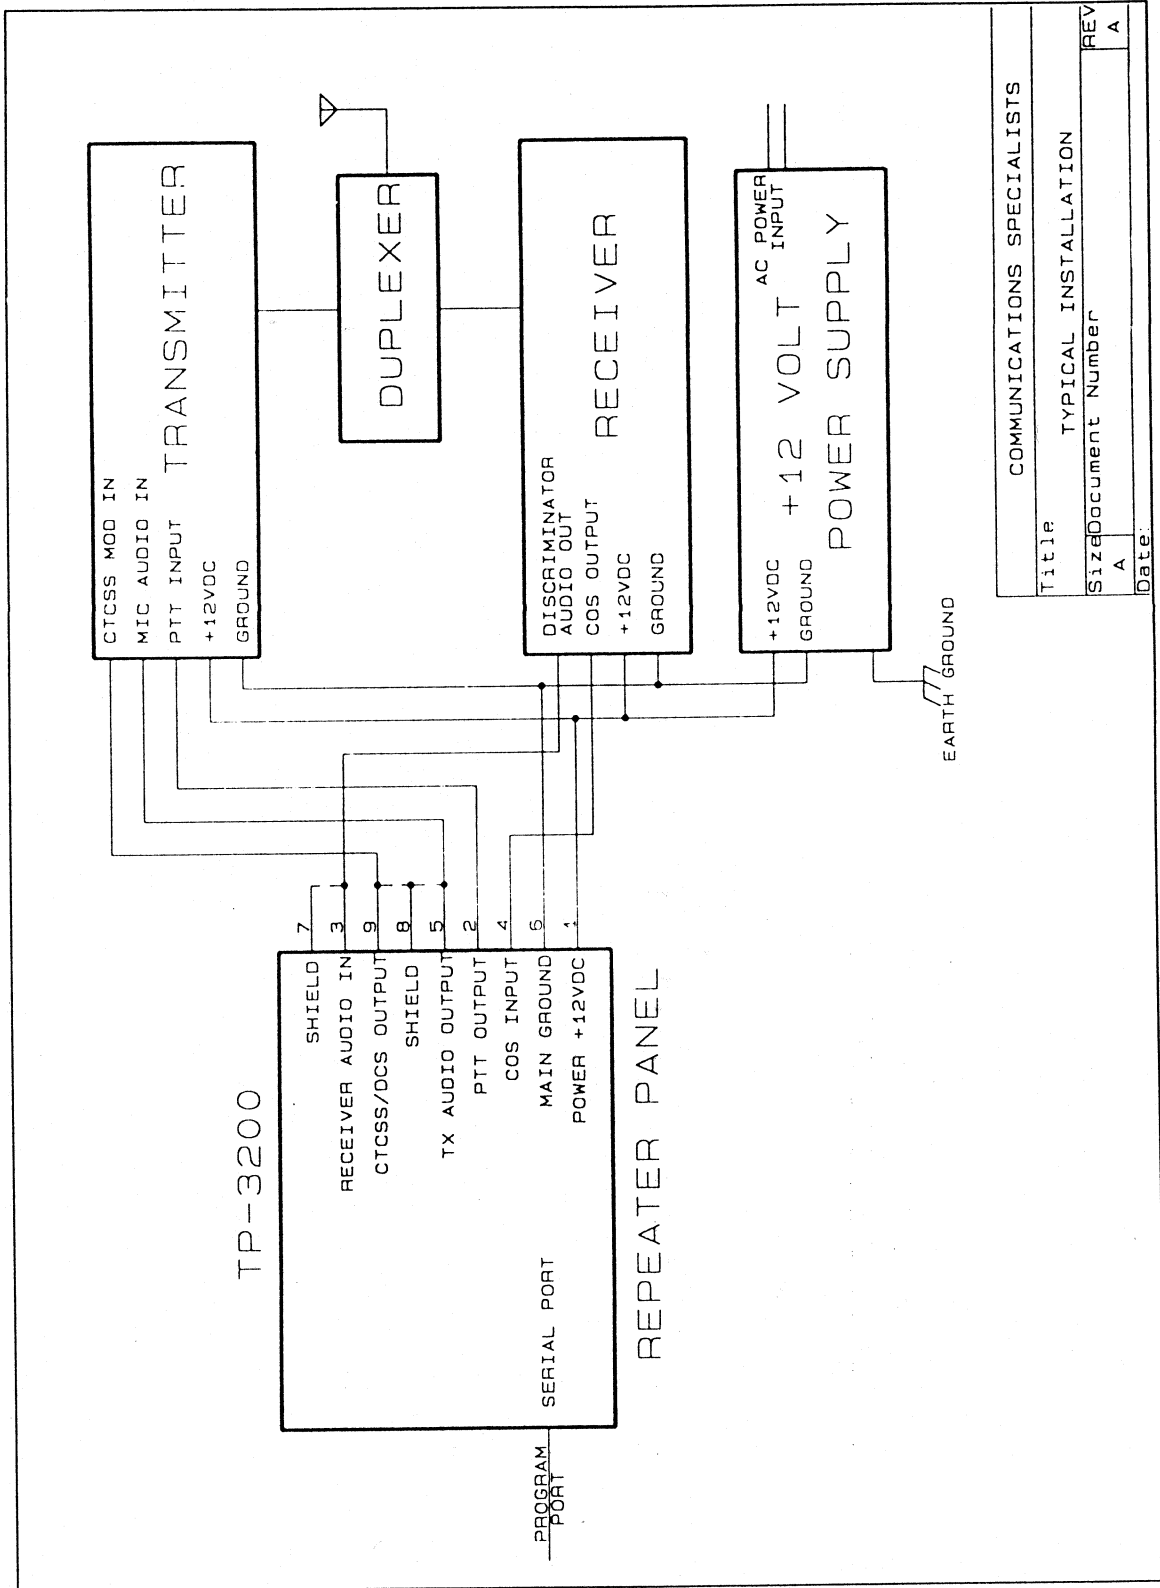 TP-3200
SHIELD 7
RECEIVER AUDIO IN 3
CTCSS/DCS OUTPUT 9
SHIELD 8
TX AUDIO OUTPUT 5
PTT OUTPUT 2
COS INPUT 4
MAIN GROUND 6
POWER +12VDC 1
SERIAL PORT
PROGRAM
PORT
REPEATER PANEL
CTCSS MOD IN
MIC AUDIO IN
PTT INPUT
+12VDC
GROUND
TRANSMITTER
DUPLEXER
DISCRIMINATOR
AUDIO OUT
COS OUTPUT
+12VDC
GROUND
RECEIVER
+12VDC
GROUND
+12 VOLT
POWER SUPPLY
AC POWER
INPUT
EARTH GROUND
COMMUNICATIONS SPECIALISTS
Title
TYPICAL INSTALLATION
Size Document Number REV
A A
Date: